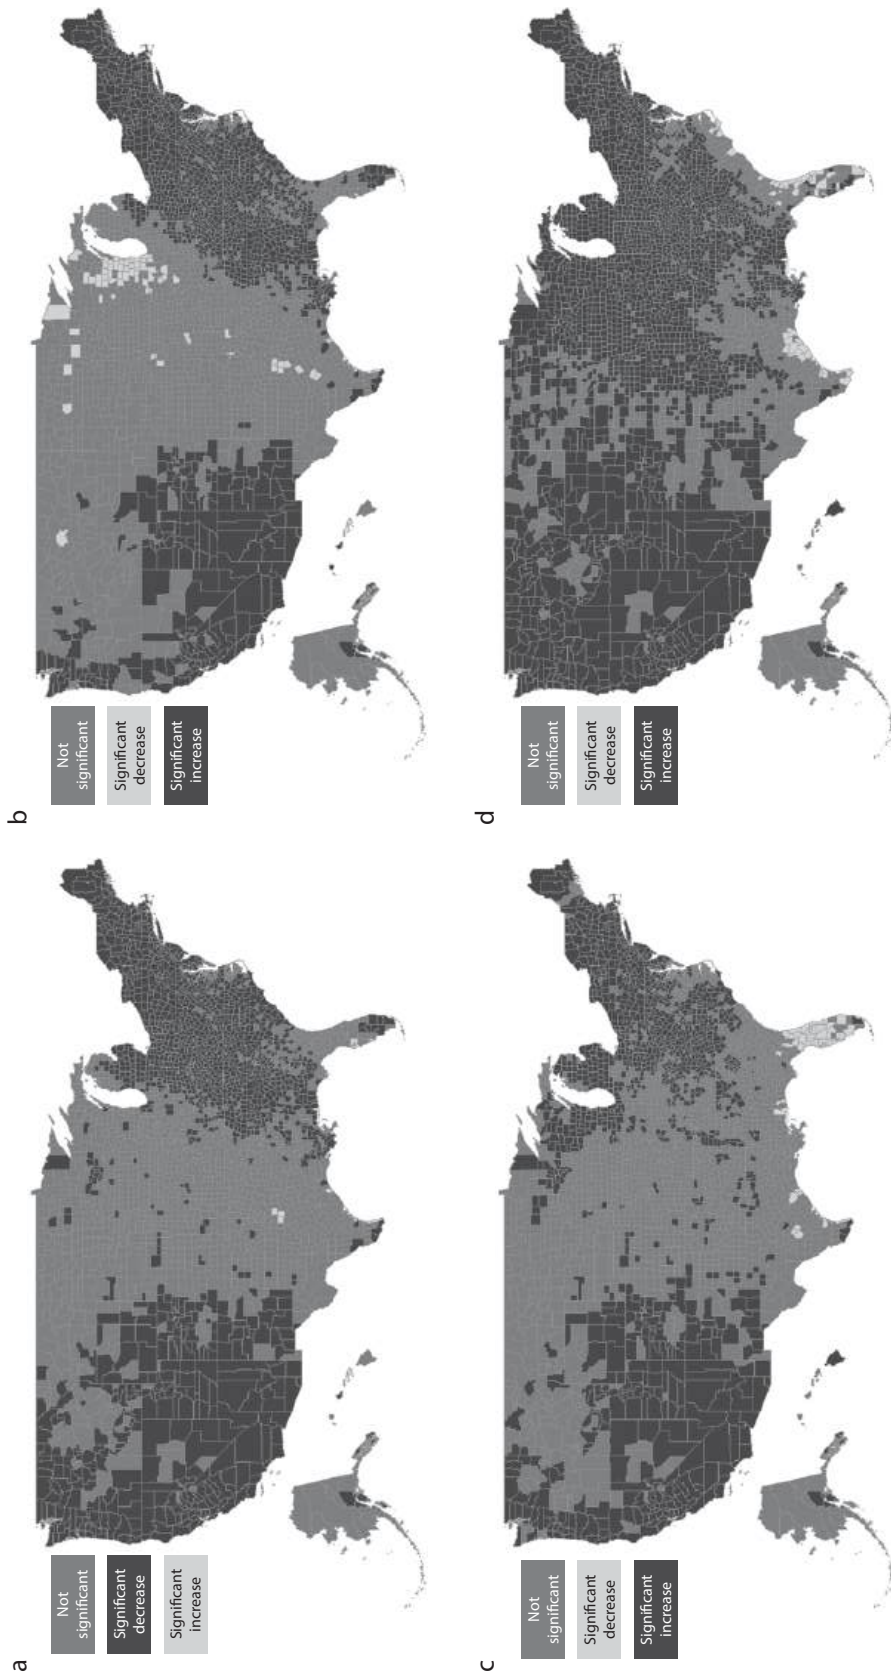 a
Not
significant
Significant
decrease
Significant
increase
b
Not
significant
Significant
decrease
Significant
increase
c
Not
significant
Significant
decrease
Significant
increase
d
Not
significant
Significant
decrease
Significant
increase